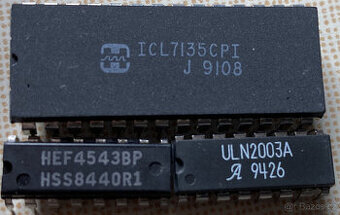 ICL7135CPI
J 9108
HEF4543BP
HSS8440R1
ULN2003A
9426